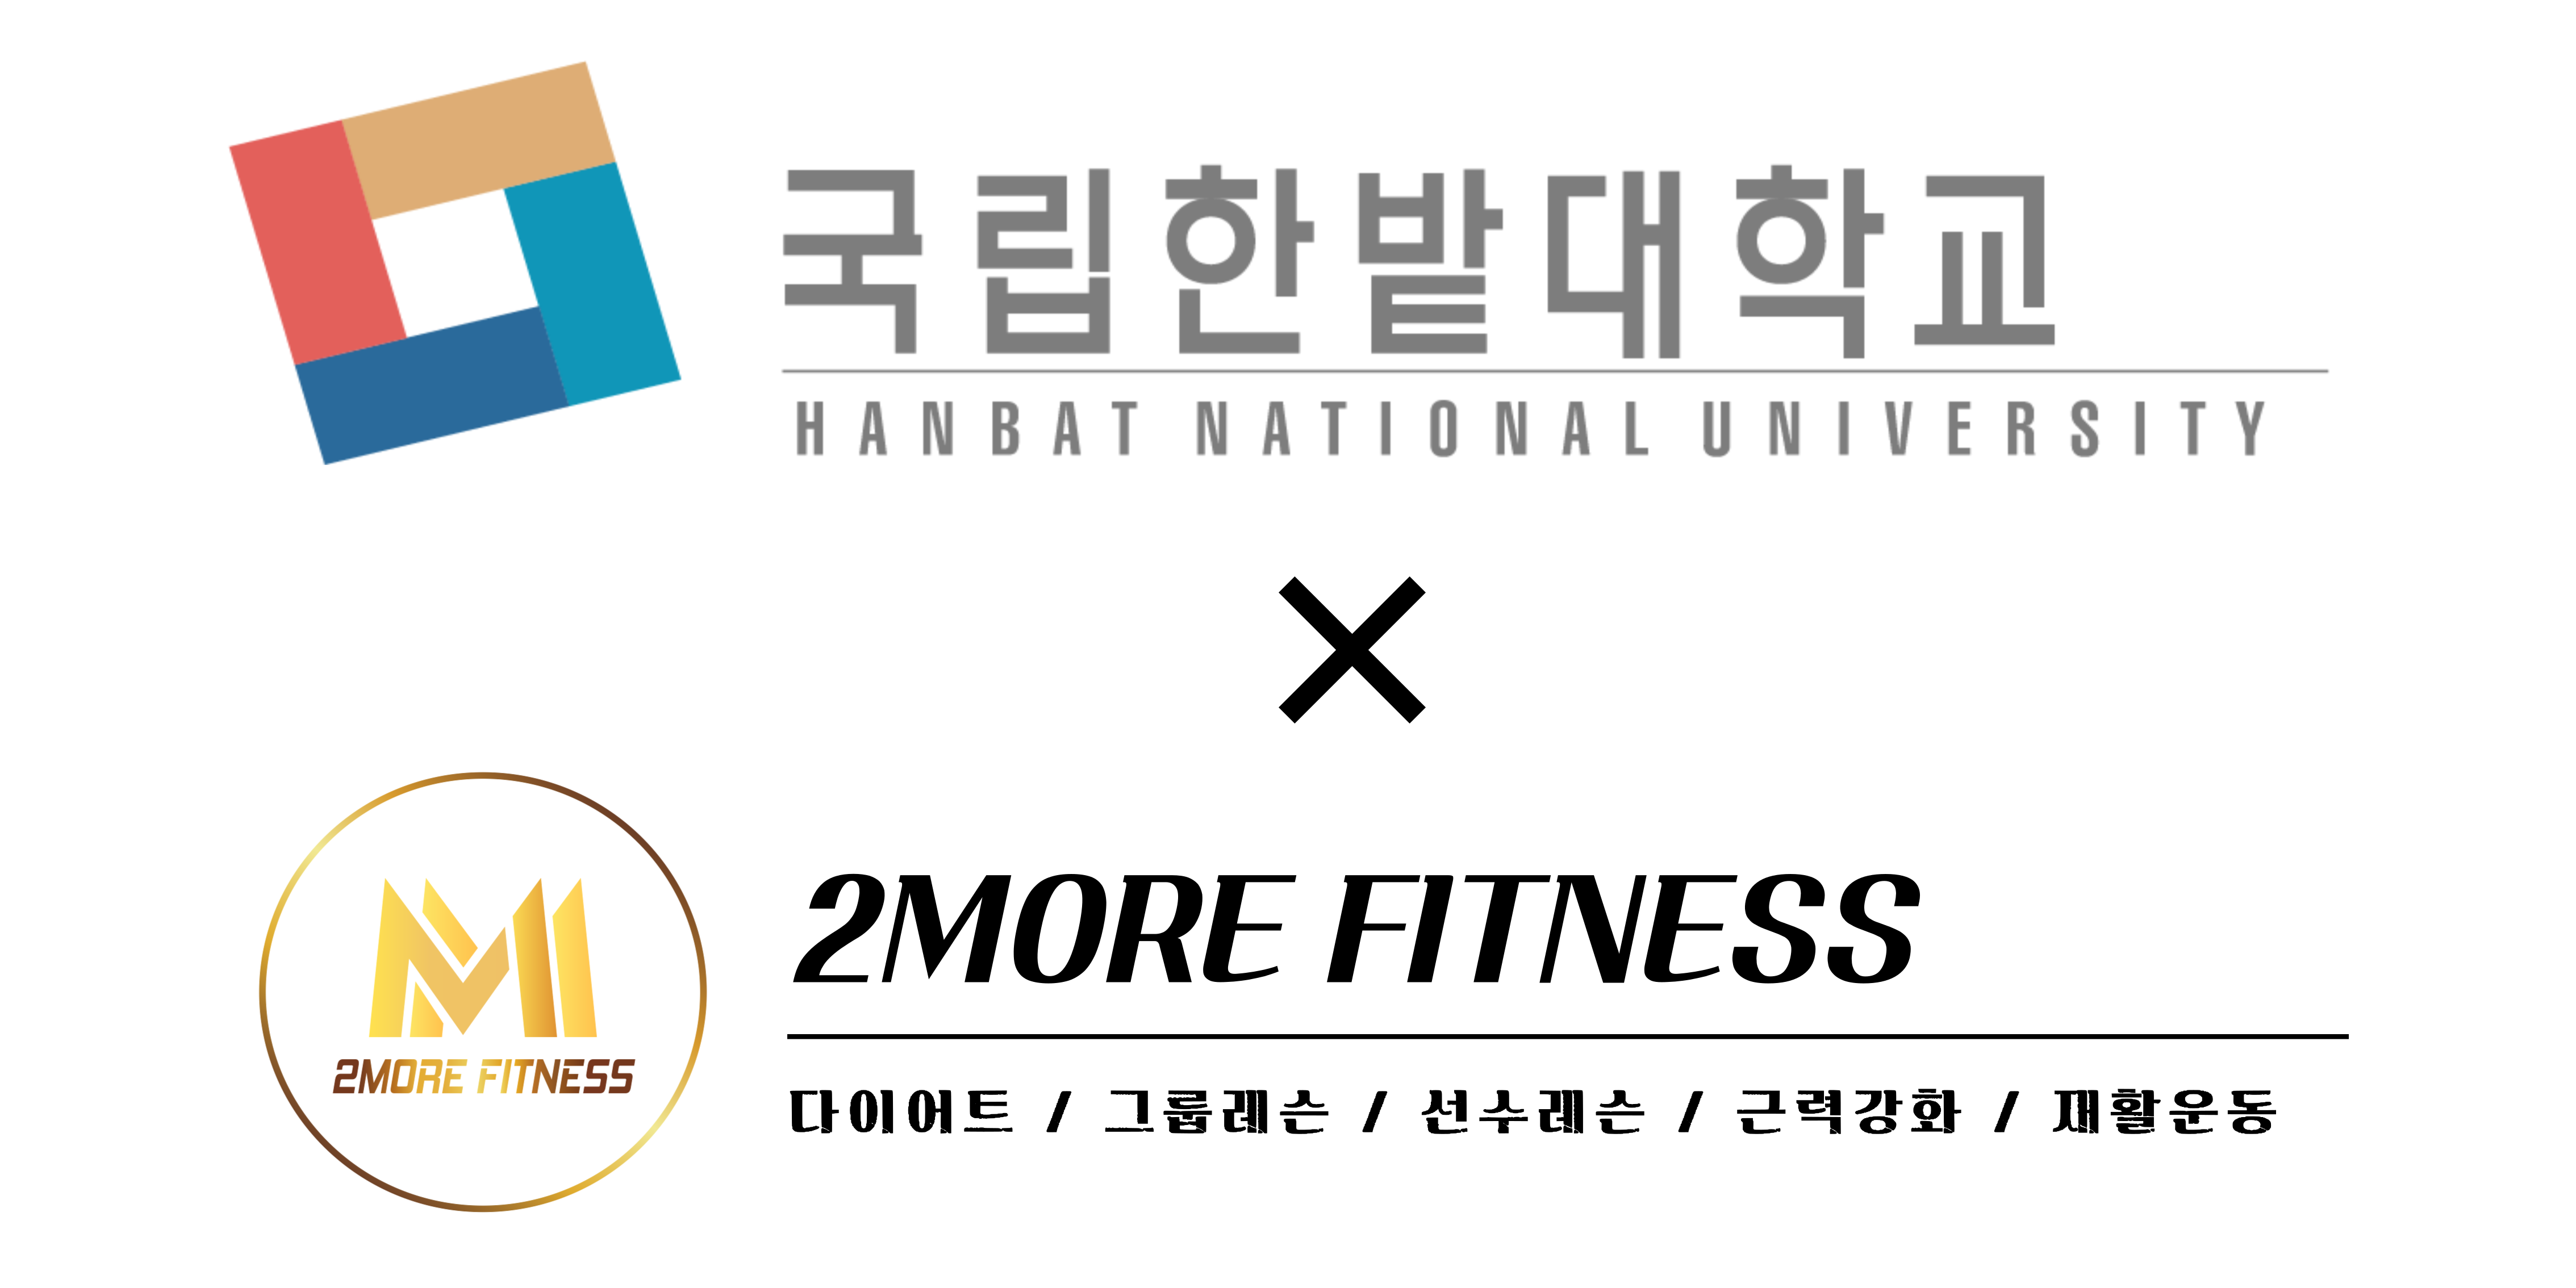 국립한밭대학교
HANBAT NATIONAL UNIVERSITY
×
2MORE FITNESS
2MORE FITNESS
다이어트 / 그룹레슨 / 선수레슨 / 근력강화 / 재활운동